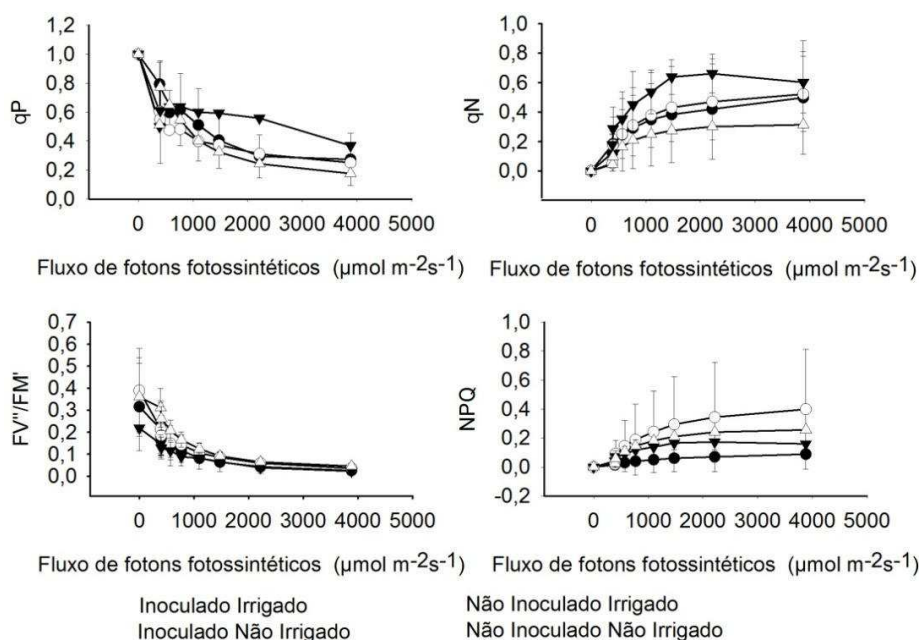 1,2
1,0
0,8
0,6
0,4
0,2
0,0
qP
0 1000 2000 3000 4000 5000
Fluxo de fotons fotossintéticos (µmol m-2s-1)
1,0
0,8
0,6
0,4
0,2
0,0
qN
0 1000 2000 3000 4000 5000
Fluxo de fotons fotossintéticos (µmol m-2s-1)
0,7
0,6
0,5
0,4
0,3
0,2
0,1
0,0
FV"/FM'
0 1000 2000 3000 4000 5000
Fluxo de fotons fotossintéticos (µmol m-2s-1)
1,0
0,8
0,6
0,4
0,2
0,0
-0,2
NPQ
0 1000 2000 3000 4000 5000
Fluxo de fotons fotossintéticos (µmol m-2s-1)
Inoculado Irrigado
Inoculado Não Irrigado
Não Inoculado Irrigado
Não Inoculado Não Irrigado